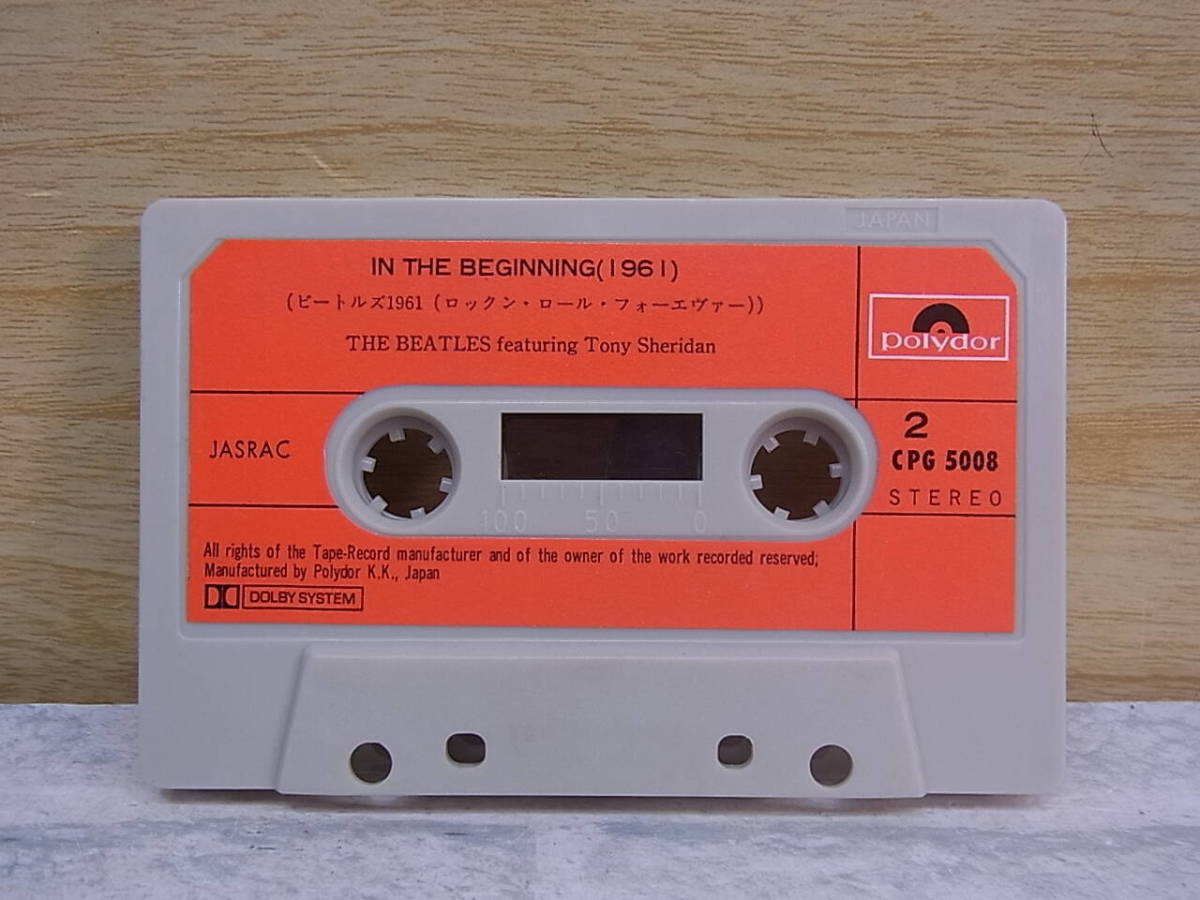 JAPAN
IN THE BEGINNING(1961)
(ビートルズ1961 (ロックン・ロール・フォーエヴァー))
THE BEATLES featuring Tony Sheridan
polydor
JASRAC
2
CPG 5008
STEREO
100 50 0
All rights of the Tape-Record manufacturer and of the owner of the work recorded reserved;
Manufactured by Polydor K.K., Japan
DOLBY SYSTEM